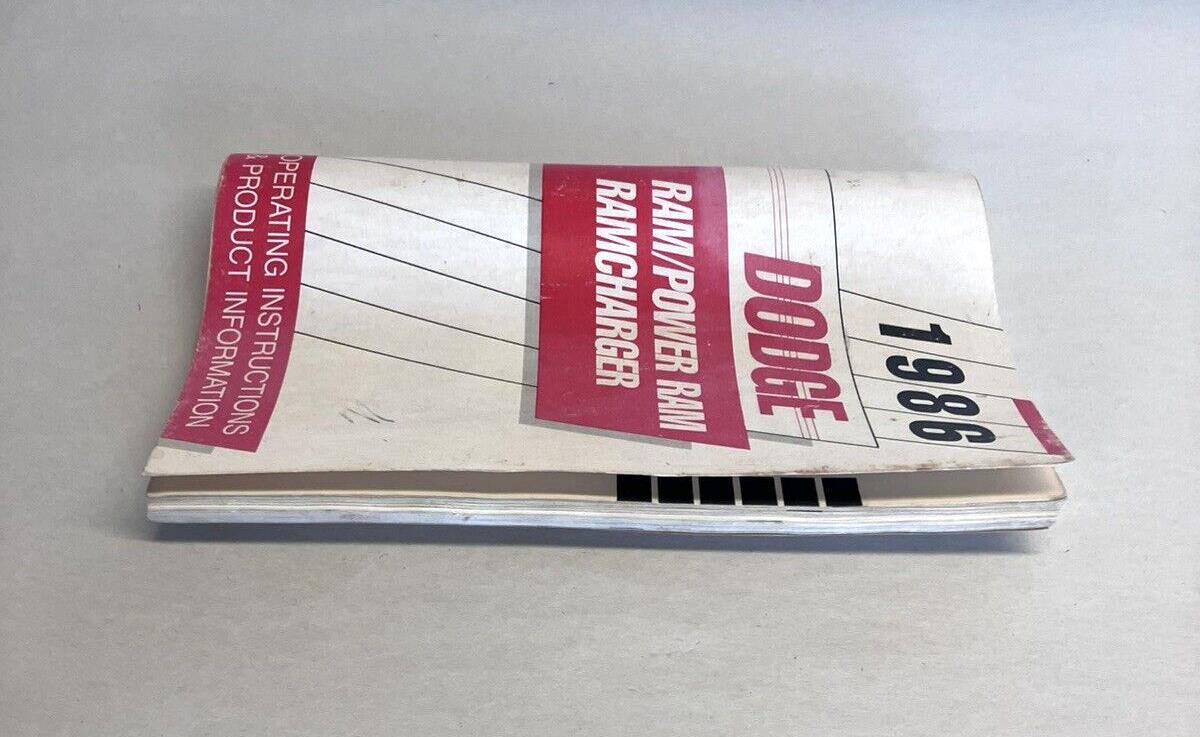 1986
DODGE
RAM/POWER RAM
RAMCHARGER
OPERATING INSTRUCTIONS
& PRODUCT INFORMATION